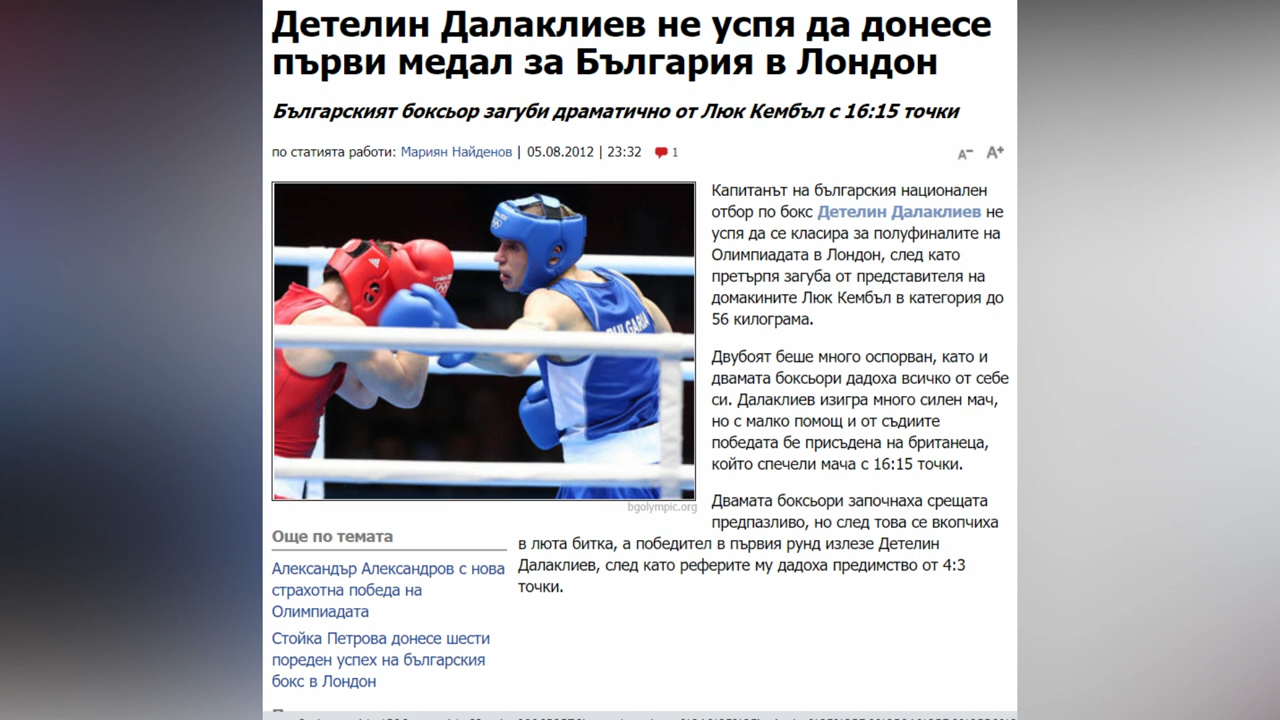 Детелин Далаклиев не успя да донесе
първи медал за България в Лондон
Българският боксьор загуби драматично от Люк Кембъл с 16:15 точки
по статията работи: Мариян Найденов | 05.08.2012 | 23:32 1
A− A+
BULGARIA
bgolympic.org
Капитанът на българския национален
отбор по бокс Детелин Далаклиев не
успя да се класира за полуфиналите на
Олимпиадата в Лондон, след като
претърпя загуба от представителя на
домакините Люк Кембъл в категория до
56 килограма.
Двубоят беше много оспорван, като и
двамата боксьори дадоха всичко от себе
си. Далаклиев изигра много силен мач,
но с малко помощ и от съдиите
победата бе присъдена на британеца,
който спечели мача с 16:15 точки.
Двамата боксьори започнаха срещата
предпазливо, но след това се вкопчиха
в люта битка, а победител в първия рунд излезе Детелин
Далаклиев, след като реферите му дадоха предимство от 4:3
точки.
Още по темата
Александър Александров с нова
страхотна победа на
Олимпиадата
Стойка Петрова донесе шести
пореден успех на българския
бокс в Лондон